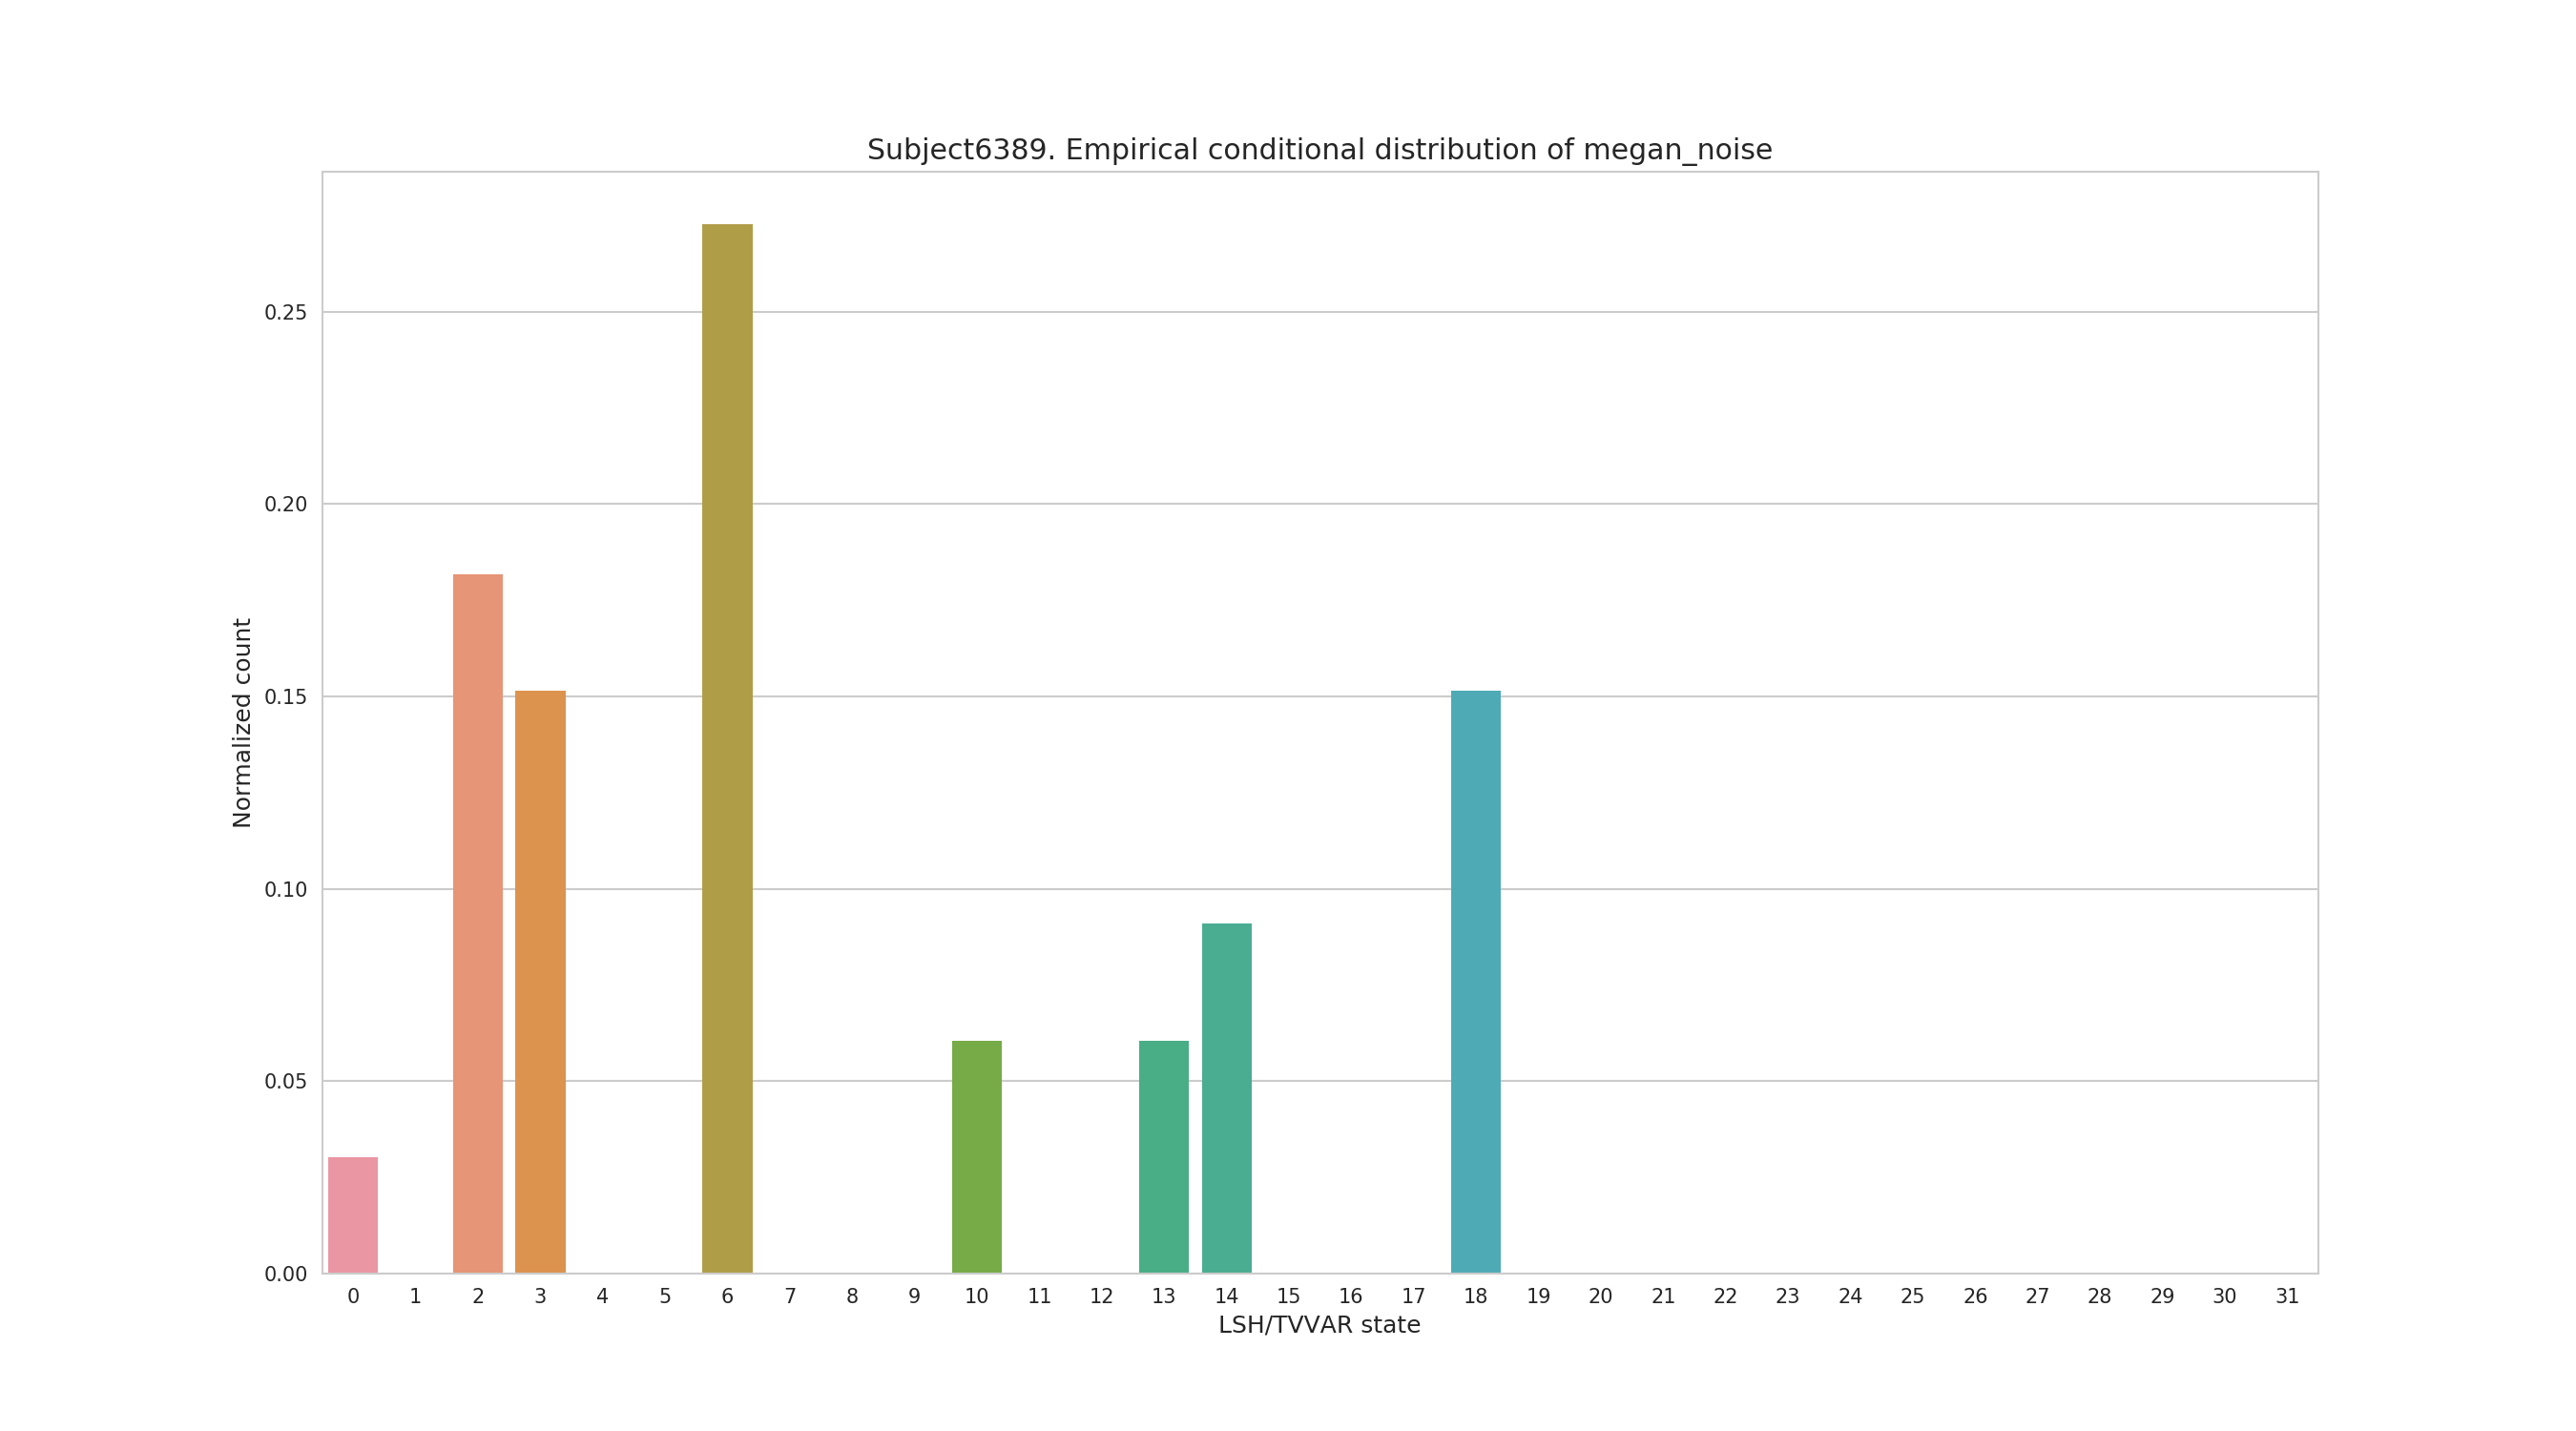 Subject6389. Empirical conditional distribution of megan_noise
Normalized count
0.25
0.20
0.15
0.10
0.05
0.00
0 1 2 3 4 5 6 7 8 9 10 11 12 13 14 15 16 17 18 19 20 21 22 23 24 25 26 27 28 29 30 31
LSH/TVVAR state